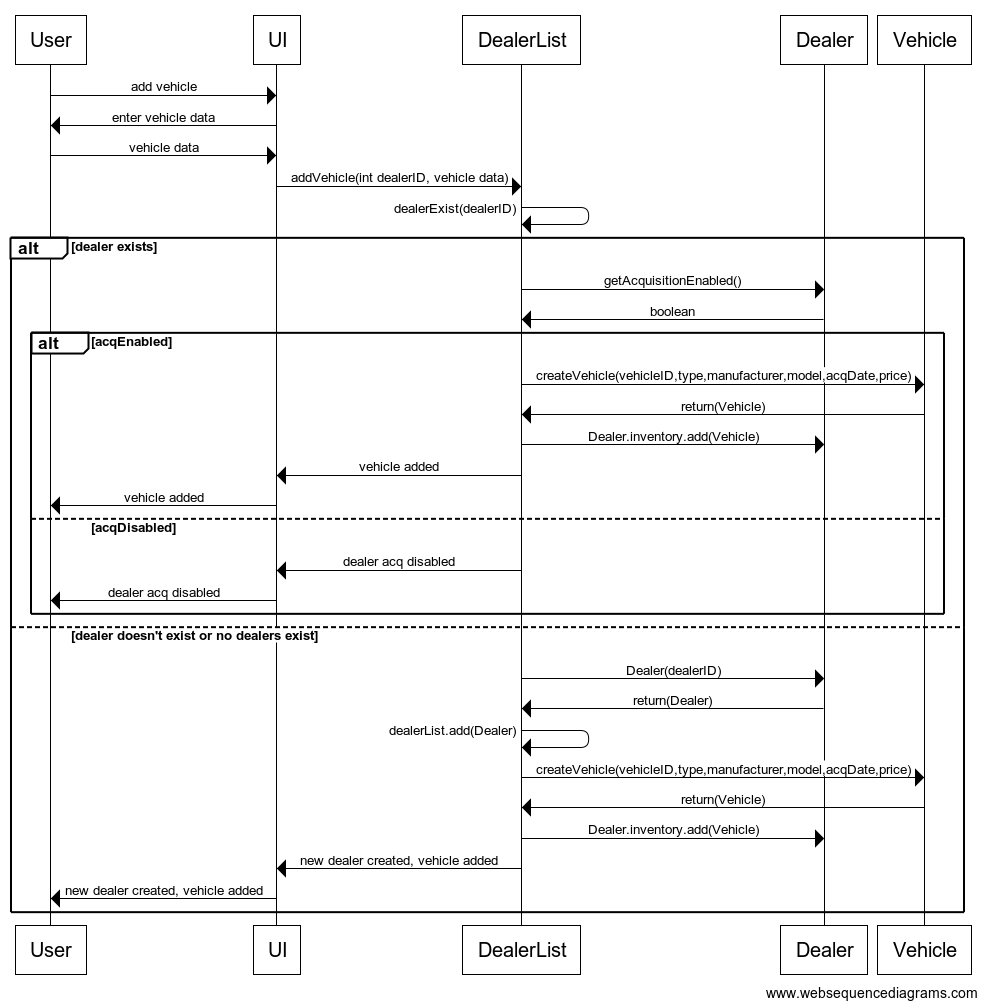 User
UI
DealerList
Dealer
Vehicle
add vehicle
enter vehicle data
vehicle data
addVehicle(int dealerID, vehicle data)
dealerExist(dealerID)
alt [dealer exists]
getAcquisitionEnabled()
boolean
alt [acqEnabled]
createVehicle(vehicleID,type,manufacturer,model,acqDate,price)
return(Vehicle)
Dealer.inventory.add(Vehicle)
vehicle added
vehicle added
[acqDisabled]
dealer acq disabled
dealer acq disabled
[dealer doesn't exist or no dealers exist]
Dealer(dealerID)
return(Dealer)
dealerList.add(Dealer)
createVehicle(vehicleID,type,manufacturer,model,acqDate,price)
return(Vehicle)
Dealer.inventory.add(Vehicle)
new dealer created, vehicle added
new dealer created, vehicle added
User
UI
DealerList
Dealer
Vehicle
www.websequencediagrams.com